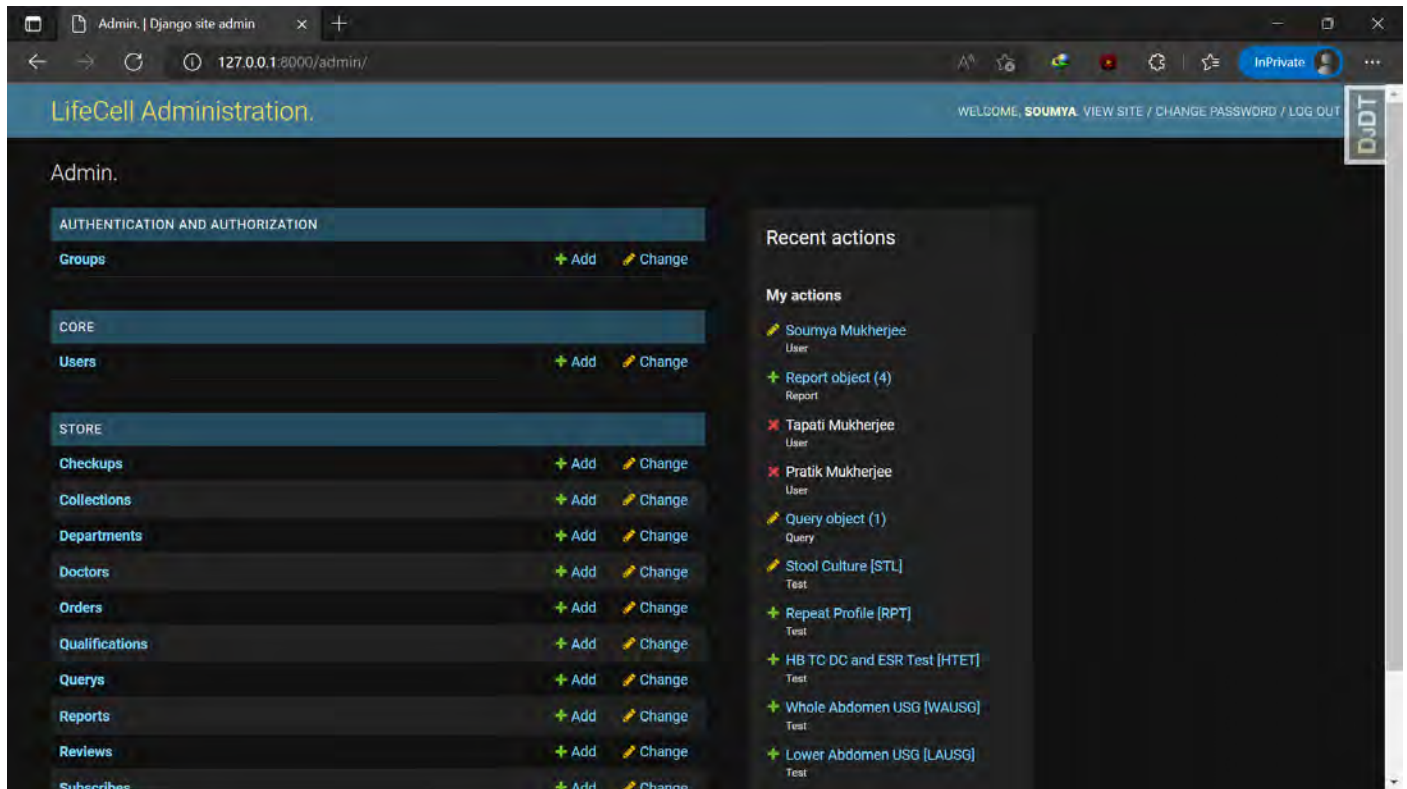 Admin. | Django site admin
127.0.0.1:8000/admin/
InPrivate
LifeCell Administration.
WELCOME, SOUMYA. VIEW SITE / CHANGE PASSWORD / LOG OUT
DJDT
Admin.
AUTHENTICATION AND AUTHORIZATION
Groups Add Change
CORE
Users Add Change
STORE
Checkups Add Change
Collections Add Change
Departments Add Change
Doctors Add Change
Orders Add Change
Qualifications Add Change
Querys Add Change
Reports Add Change
Reviews Add Change
Subscribes Add Change
Recent actions
My actions
Soumya Mukherjee
User
Report object (4)
Report
Tapati Mukherjee
User
Pratik Mukherjee
User
Query object (1)
Query
Stool Culture [STL]
Test
Repeat Profile [RPT]
Test
HB TC DC and ESR Test [HTET]
Test
Whole Abdomen USG [WAUSG]
Test
Lower Abdomen USG [LAUSG]
Test